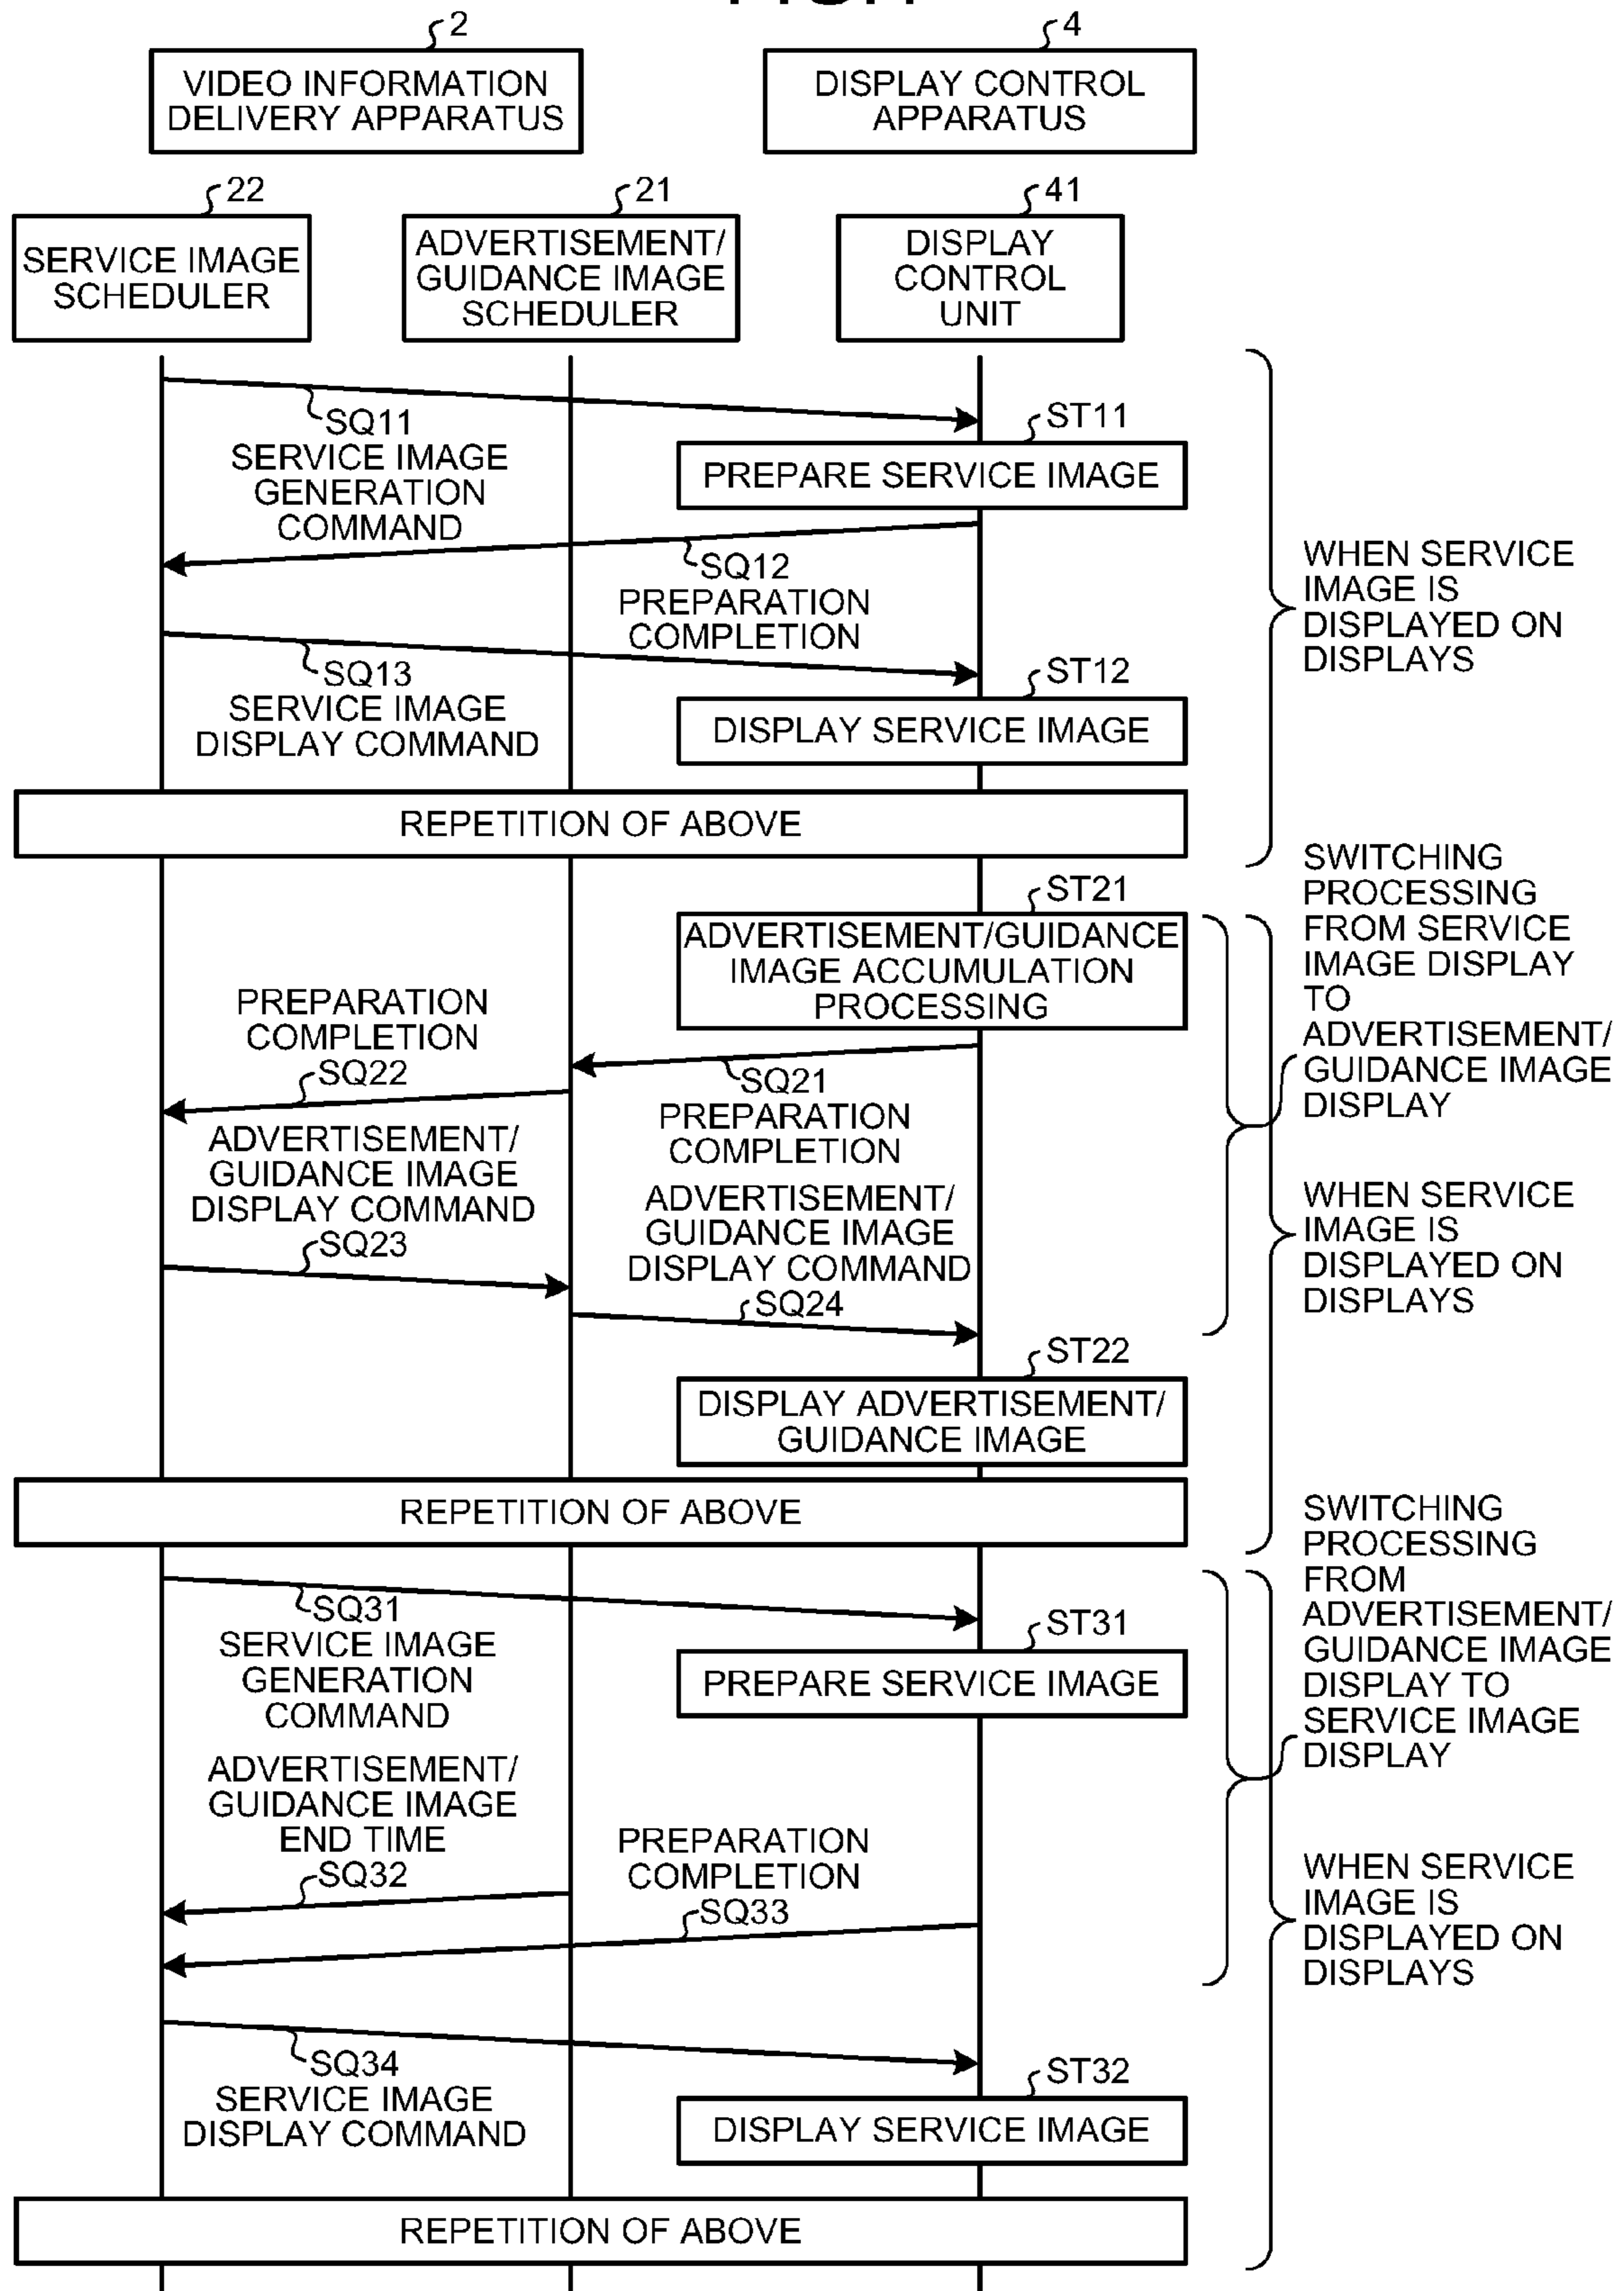 2
VIDEO INFORMATION
DELIVERY APPARATUS
4
DISPLAY CONTROL
APPARATUS
22
SERVICE IMAGE
SCHEDULER
21
ADVERTISEMENT/
GUIDANCE IMAGE
SCHEDULER
41
DISPLAY
CONTROL
UNIT
SQ11
SERVICE IMAGE
GENERATION
COMMAND
ST11
PREPARE SERVICE IMAGE
SQ12
PREPARATION
COMPLETION
WHEN SERVICE
IMAGE IS
DISPLAYED ON
DISPLAYS
SQ13
SERVICE IMAGE
DISPLAY COMMAND
ST12
DISPLAY SERVICE IMAGE
REPETITION OF ABOVE
SWITCHING
PROCESSING
FROM SERVICE
IMAGE DISPLAY
TO
ADVERTISEMENT/
GUIDANCE IMAGE
DISPLAY
ST21
ADVERTISEMENT/GUIDANCE
IMAGE ACCUMULATION
PROCESSING
PREPARATION
COMPLETION
SQ22
SQ21
PREPARATION
COMPLETION
ADVERTISEMENT/
GUIDANCE IMAGE
DISPLAY COMMAND
SQ23
ADVERTISEMENT/
GUIDANCE IMAGE
DISPLAY COMMAND
SQ24
WHEN SERVICE
IMAGE IS
DISPLAYED ON
DISPLAYS
ST22
DISPLAY ADVERTISEMENT/
GUIDANCE IMAGE
REPETITION OF ABOVE
SWITCHING
PROCESSING
FROM
ADVERTISEMENT/
GUIDANCE IMAGE
DISPLAY TO
SERVICE IMAGE
DISPLAY
SQ31
SERVICE IMAGE
GENERATION
COMMAND
ST31
PREPARE SERVICE IMAGE
ADVERTISEMENT/
GUIDANCE IMAGE
END TIME
SQ32
PREPARATION
COMPLETION
SQ33
WHEN SERVICE
IMAGE IS
DISPLAYED ON
DISPLAYS
SQ34
SERVICE IMAGE
DISPLAY COMMAND
ST32
DISPLAY SERVICE IMAGE
REPETITION OF ABOVE